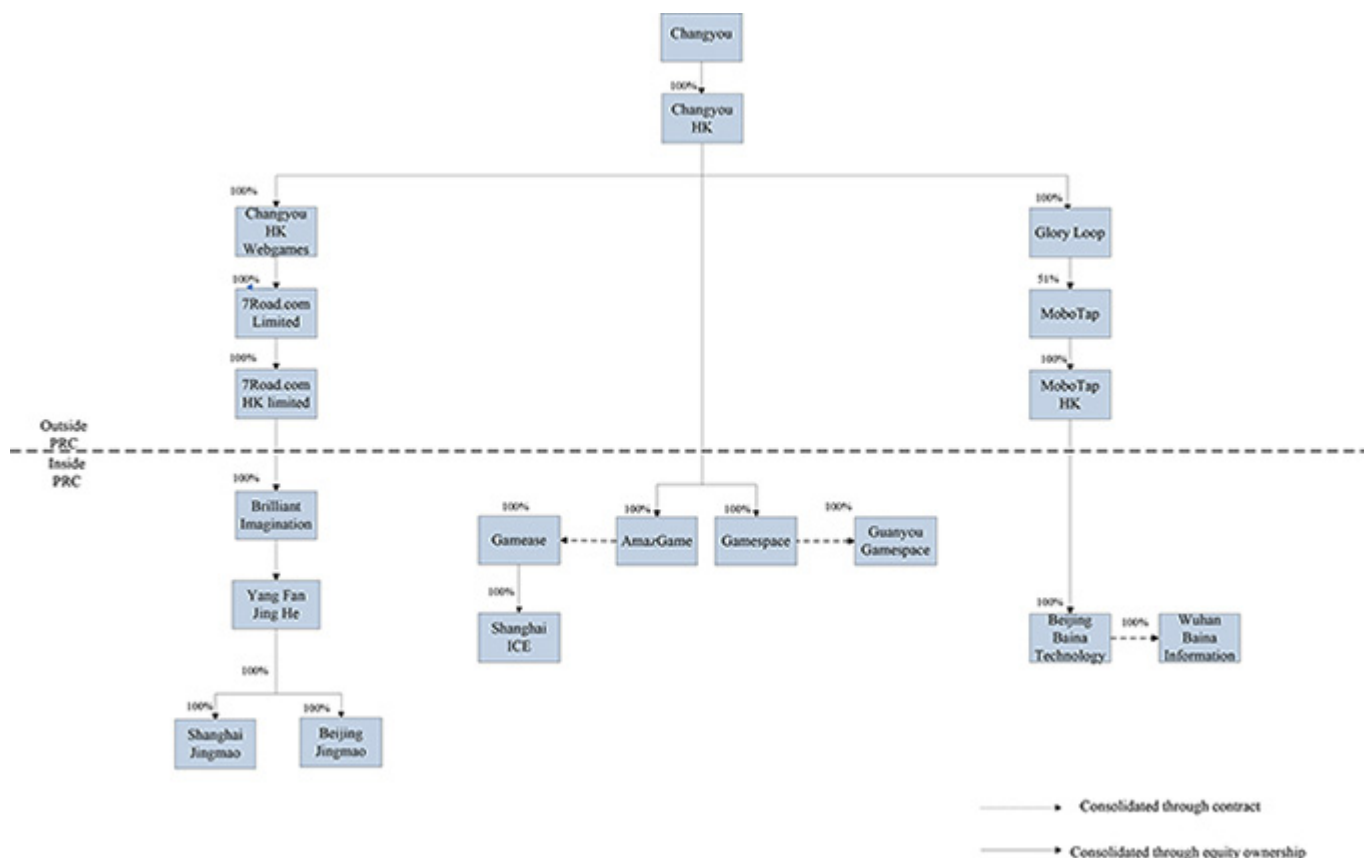 Changyou
100%
Changyou
HK
100%
Changyou
HK
Webgames
100%
7Road.com
Limited
100%
7Road.com
HK limited
100%
Glory Loop
51%
MoboTap
100%
MoboTap
HK
Outside
PRC
Inside
PRC
100%
Brilliant
Imagination
Yang Fan
Jing He
100%
100%
Shanghai
Jingmao
100%
Beijing
Jingmao
100%
Gamease
100%
AmazGame
100%
Gamespace
100%
Guanyou
Gamespace
100%
Shanghai
ICE
100%
Beijing
Baina
Technology
100%
Wuhan
Baina
Information
Consolidated through contract
Consolidated through equity ownership